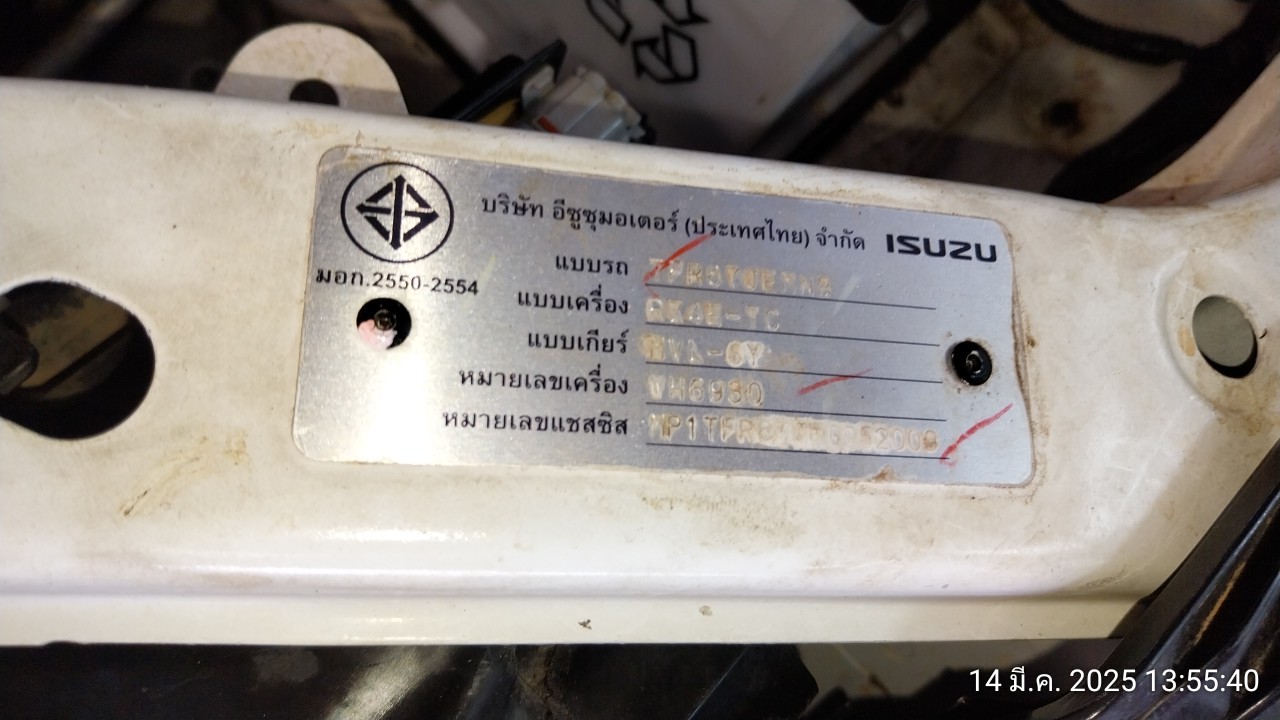 บริษัท อีซูซุมอเตอร์ (ประเทศไทย) จำกัด ISUZU
มอก.2550-2554
แบบรถ
แบบเครื่อง RK4E-TC
แบบเกียร์
หมายเลขเครื่อง VH6930
หมายเลขแชสซิส
14 มี.ค. 2025 13:55:40